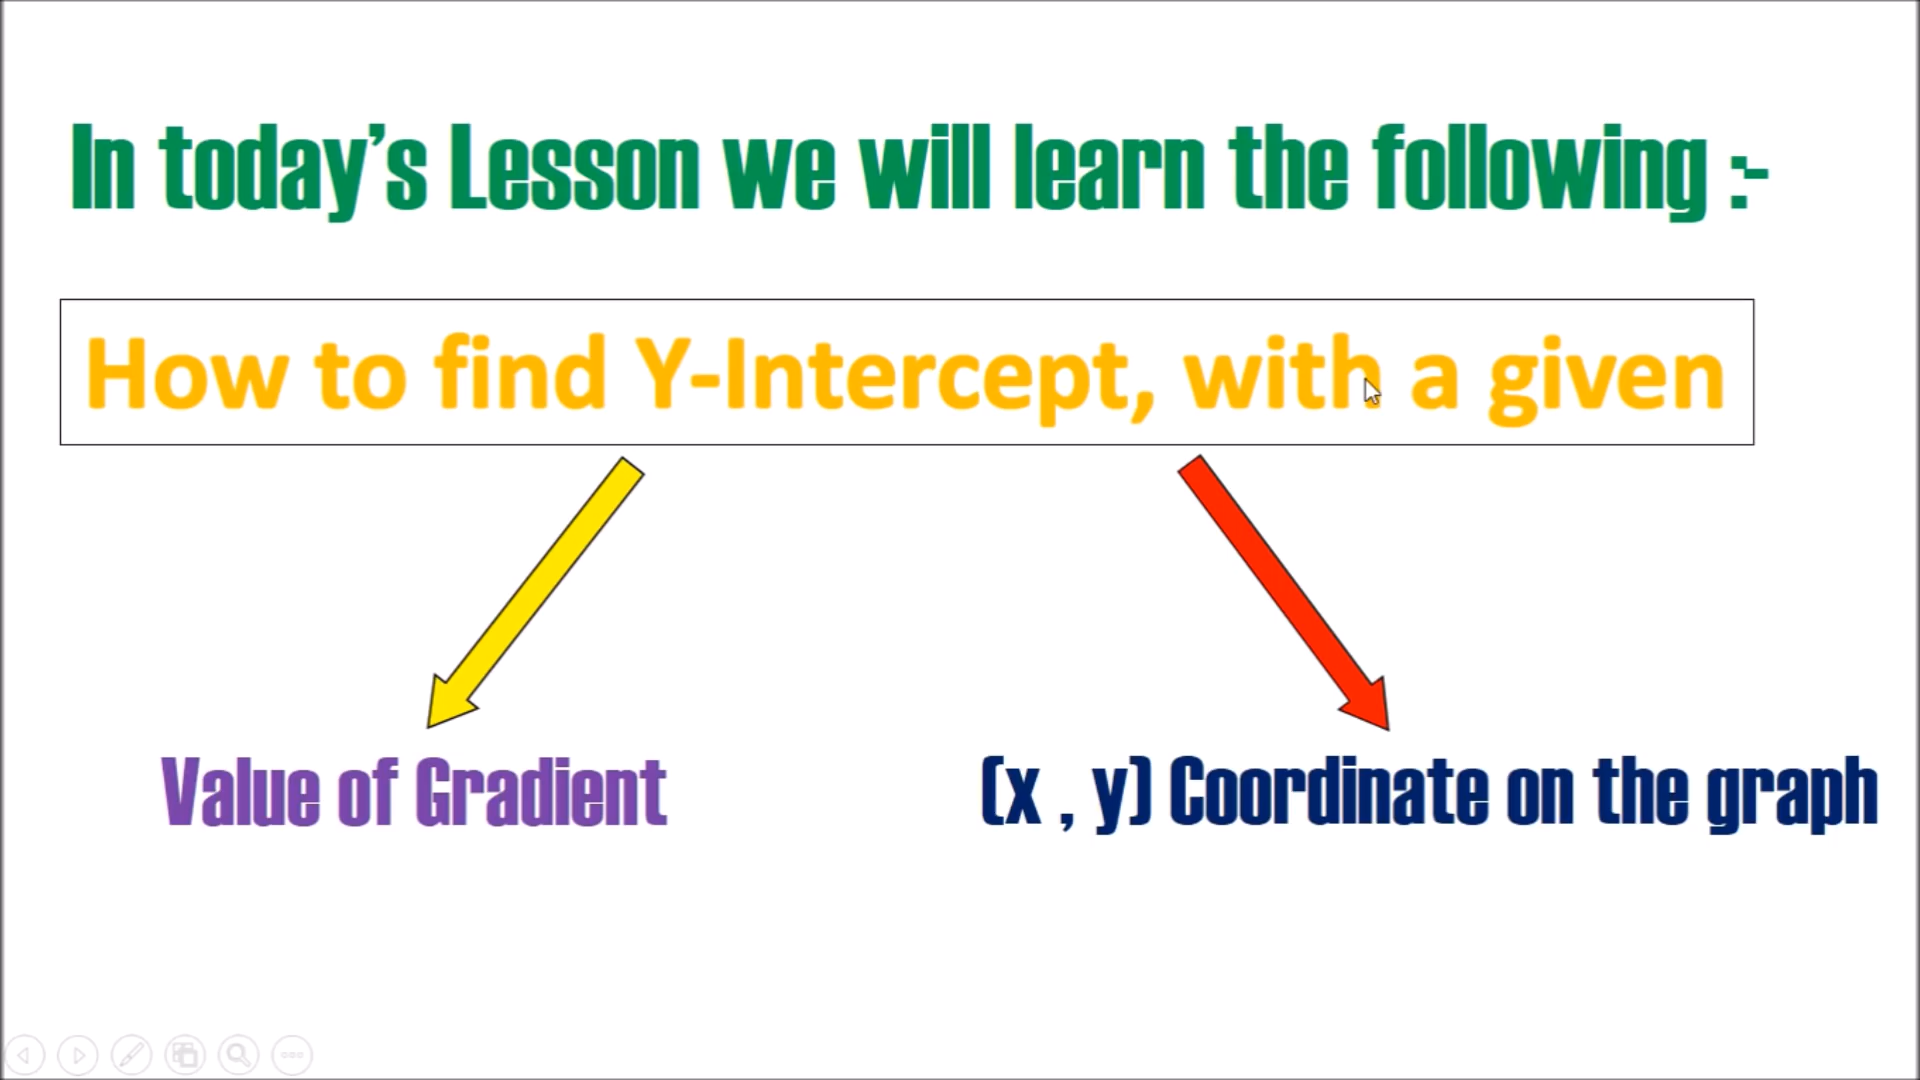 In today’s Lesson we will learn the following :-
How to find Y-Intercept, with a given
Value of Gradient
(x , y) Coordinate on the graph